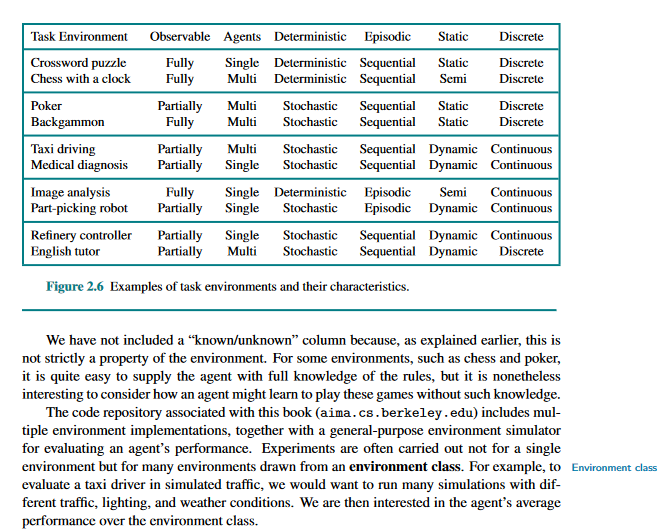 Task Environment Observable Agents Deterministic Episodic Static Discrete
Crossword puzzle Fully Single Deterministic Sequential Static Discrete
Chess with a clock Fully Multi Deterministic Sequential Semi Discrete
Poker Partially Multi Stochastic Sequential Static Discrete
Backgammon Fully Multi Stochastic Sequential Static Discrete
Taxi driving Partially Multi Stochastic Sequential Dynamic Continuous
Medical diagnosis Partially Single Stochastic Sequential Dynamic Continuous
Image analysis Fully Single Deterministic Episodic Semi Continuous
Part-picking robot Partially Single Stochastic Episodic Dynamic Continuous
Refinery controller Partially Single Stochastic Sequential Dynamic Continuous
English tutor Partially Multi Stochastic Sequential Dynamic Discrete
Figure 2.6 Examples of task environments and their characteristics.
We have not included a “known/unknown” column because, as explained earlier, this is
not strictly a property of the environment. For some environments, such as chess and poker,
it is quite easy to supply the agent with full knowledge of the rules, but it is nonetheless
interesting to consider how an agent might learn to play these games without such knowledge.
The code repository associated with this book (aima.cs.berkeley.edu) includes mul-
tiple environment implementations, together with a general-purpose environment simulator
for evaluating an agent’s performance. Experiments are often carried out not for a single
environment but for many environments drawn from an environment class. For example, to
Environment class
evaluate a taxi driver in simulated traffic, we would want to run many simulations with dif-
ferent traffic, lighting, and weather conditions. We are then interested in the agent’s average
performance over the environment class.